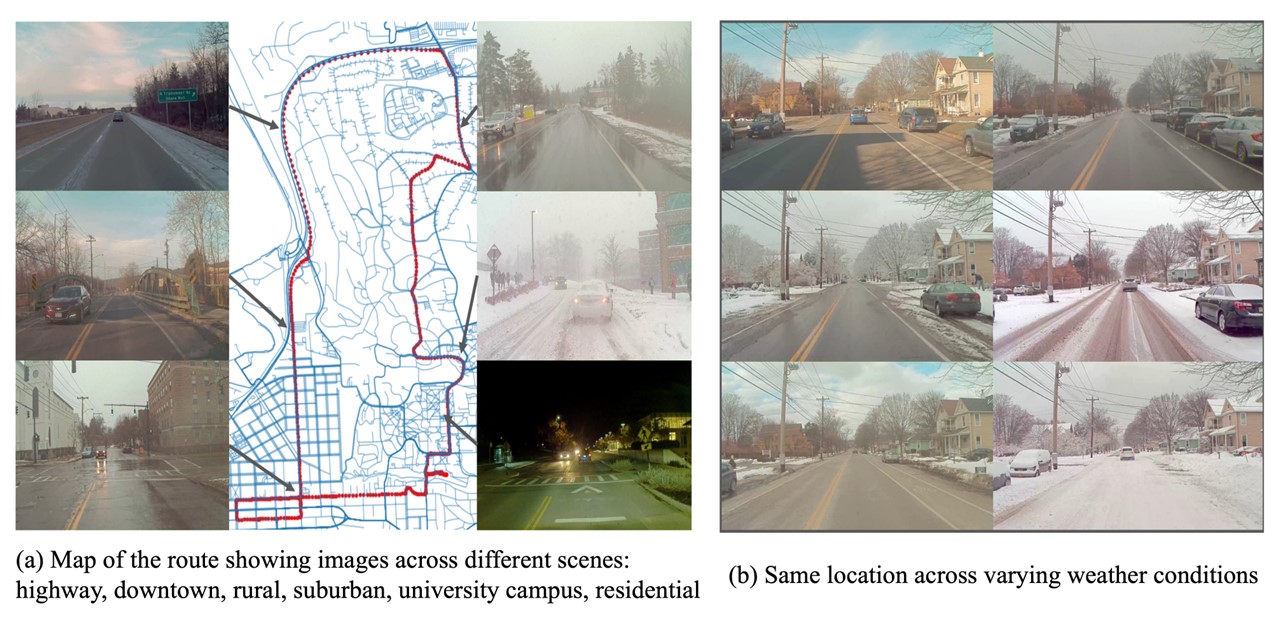 (a) Map of the route showing images across different scenes:
highway, downtown, rural, suburban, university campus, residential
(b) Same location across varying weather conditions